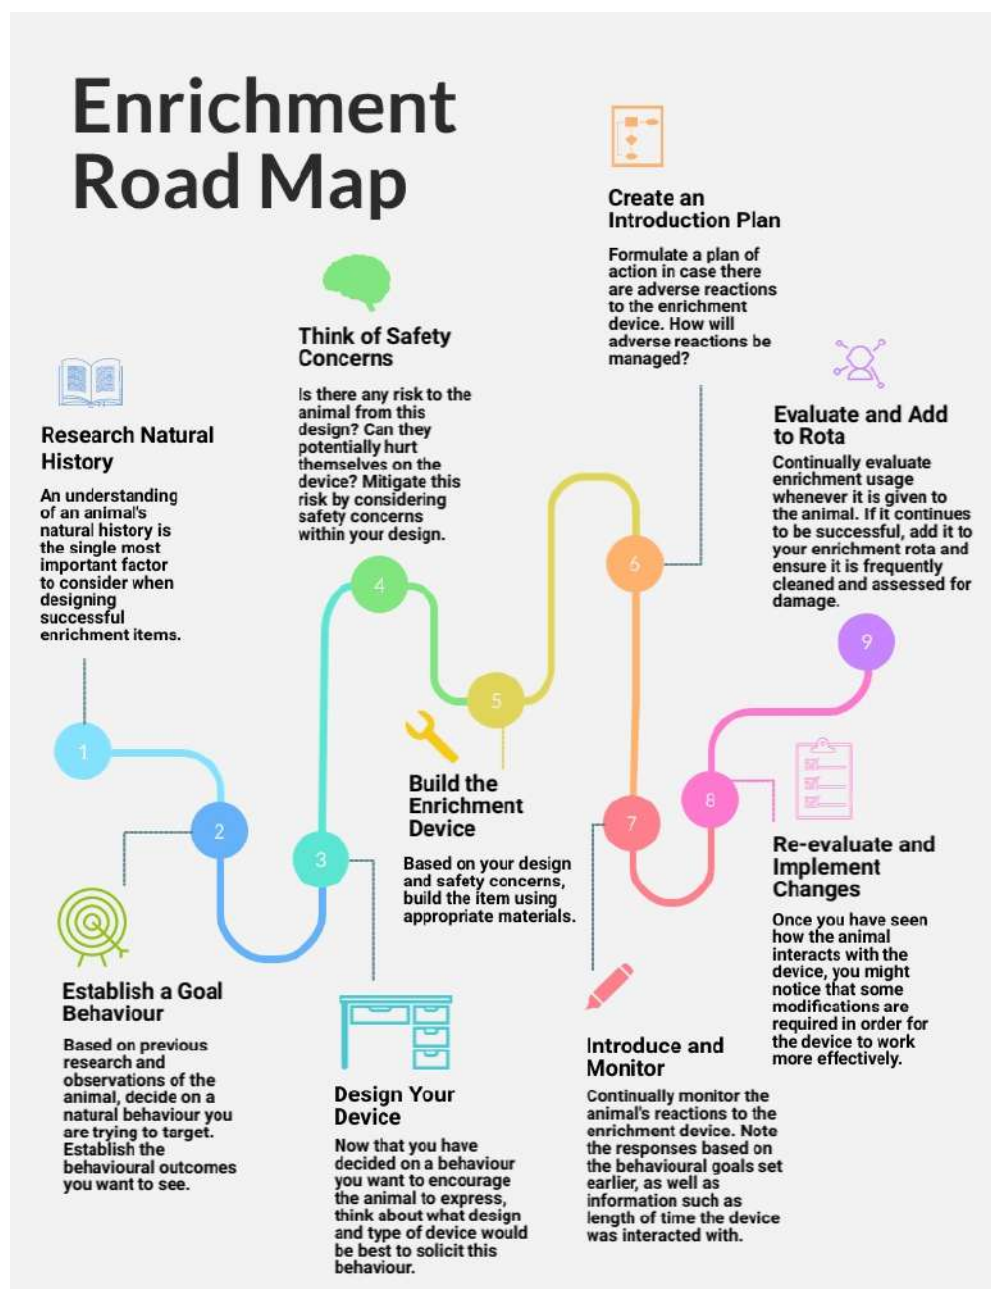 Enrichment
Road Map
1
Research Natural
History
An understanding
of an animal's
natural history is
the single most
important factor
to consider when
designing
successful
enrichment items.
2
Establish a Goal
Behaviour
Based on previous
research and
observations of the
animal, decide on a
natural behaviour you
are trying to target.
Establish the
behavioural outcomes
you want to see.
3
Design Your
Device
Now that you have
decided on a behaviour
you want to encourage
the animal to express,
think about what design
and type of device would
be best to solicit this
behaviour.
4
Think of Safety
Concerns
Is there any risk to the
animal from this
design? Can they
potentially hurt
themselves on the
device? Mitigate this
risk by considering
safety concerns
within your design.
5
Build the
Enrichment
Device
Based on your design
and safety concerns,
build the item using
appropriate materials.
6
Create an
Introduction Plan
Formulate a plan of
action in case there
are adverse reactions
to the enrichment
device. How will
adverse reactions be
managed?
7
Introduce and
Monitor
Continually monitor the
animal's reactions to the
enrichment device. Note
the responses based on
the behavioural goals set
earlier, as well as
information such as
length of time the device
was interacted with.
8
Re-evaluate and
Implement
Changes
Once you have seen
how the animal
interacts with the
device, you might
notice that some
modifications are
required in order for
the device to work
more effectively.
9
Evaluate and Add
to Rota
Continually evaluate
enrichment usage
whenever it is given to
the animal. If it continues
to be successful, add it to
your enrichment rota and
ensure it is frequently
cleaned and assessed for
damage.